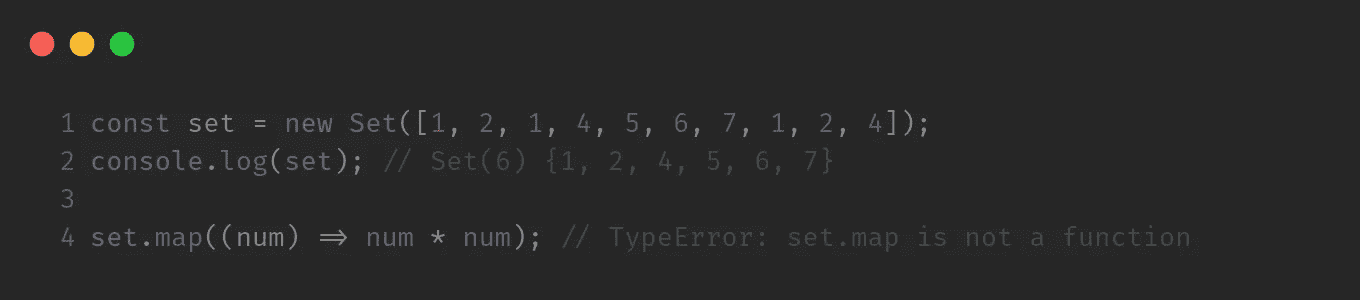 1 const set = new Set([1, 2, 1, 4, 5, 6, 7, 1, 2, 4]);
2 console.log(set); // Set(6) {1, 2, 4, 5, 6, 7}
3
4 set.map((num) => num * num); // TypeError: set.map is not a function